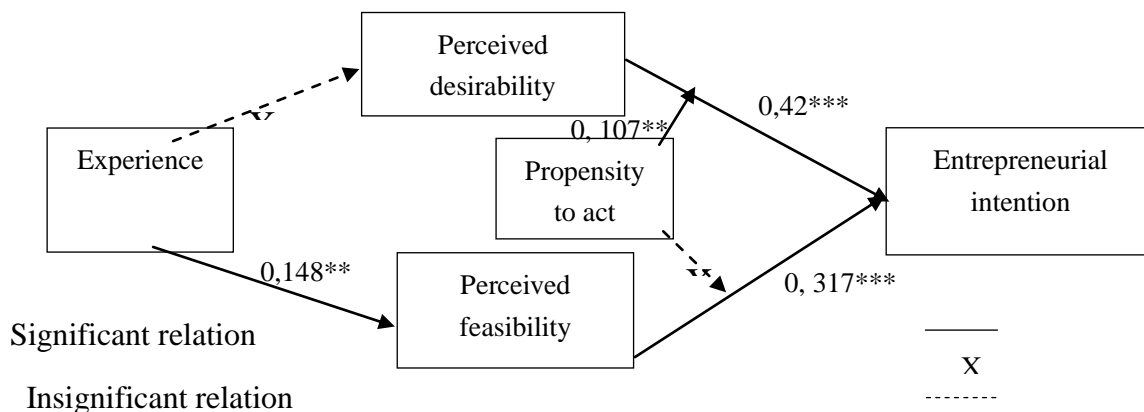 Perceived
desirability
0,42***
0, 107**
Experience
Propensity
to act
Entrepreneurial
intention
0,148**
Perceived
feasibility
0, 317***
Significant relation
X
Insignificant relation